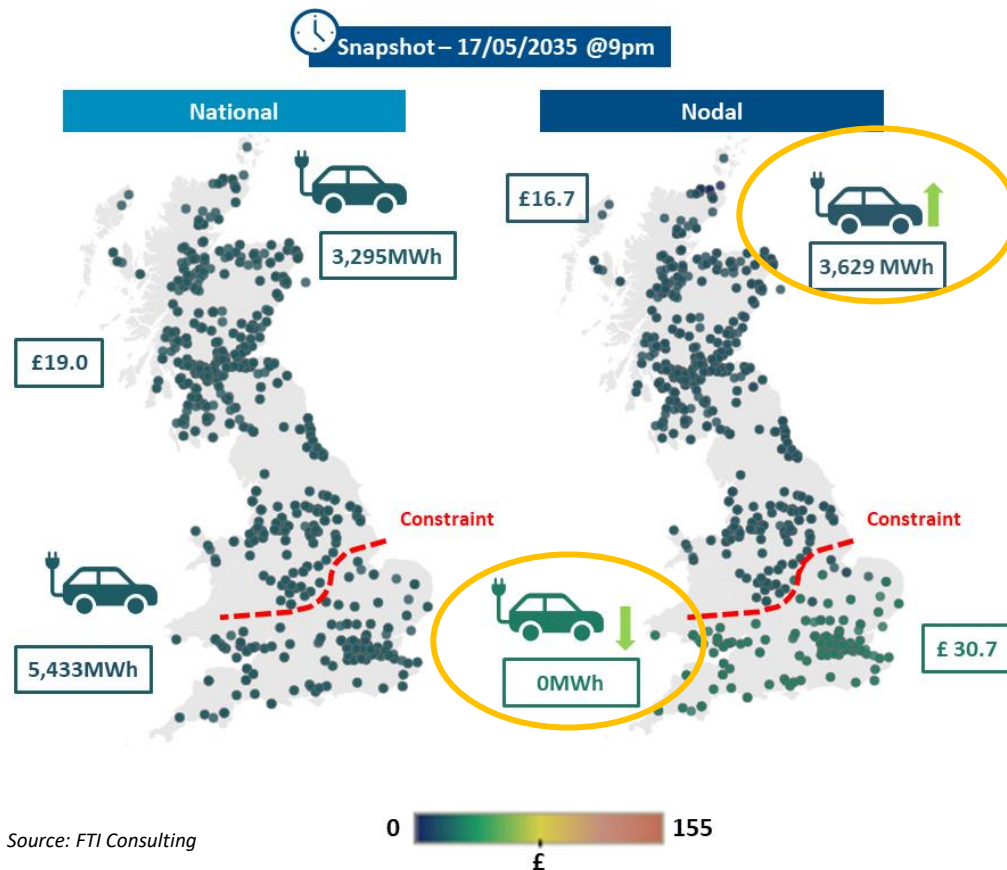 Snapshot – 17/05/2035 @9pm
National
Nodal
£16.7
3,295MWh
3,629 MWh
£19.0
Constraint
Constraint
5,433MWh
0MWh
£ 30.7
0
155
£
Source: FTI Consulting